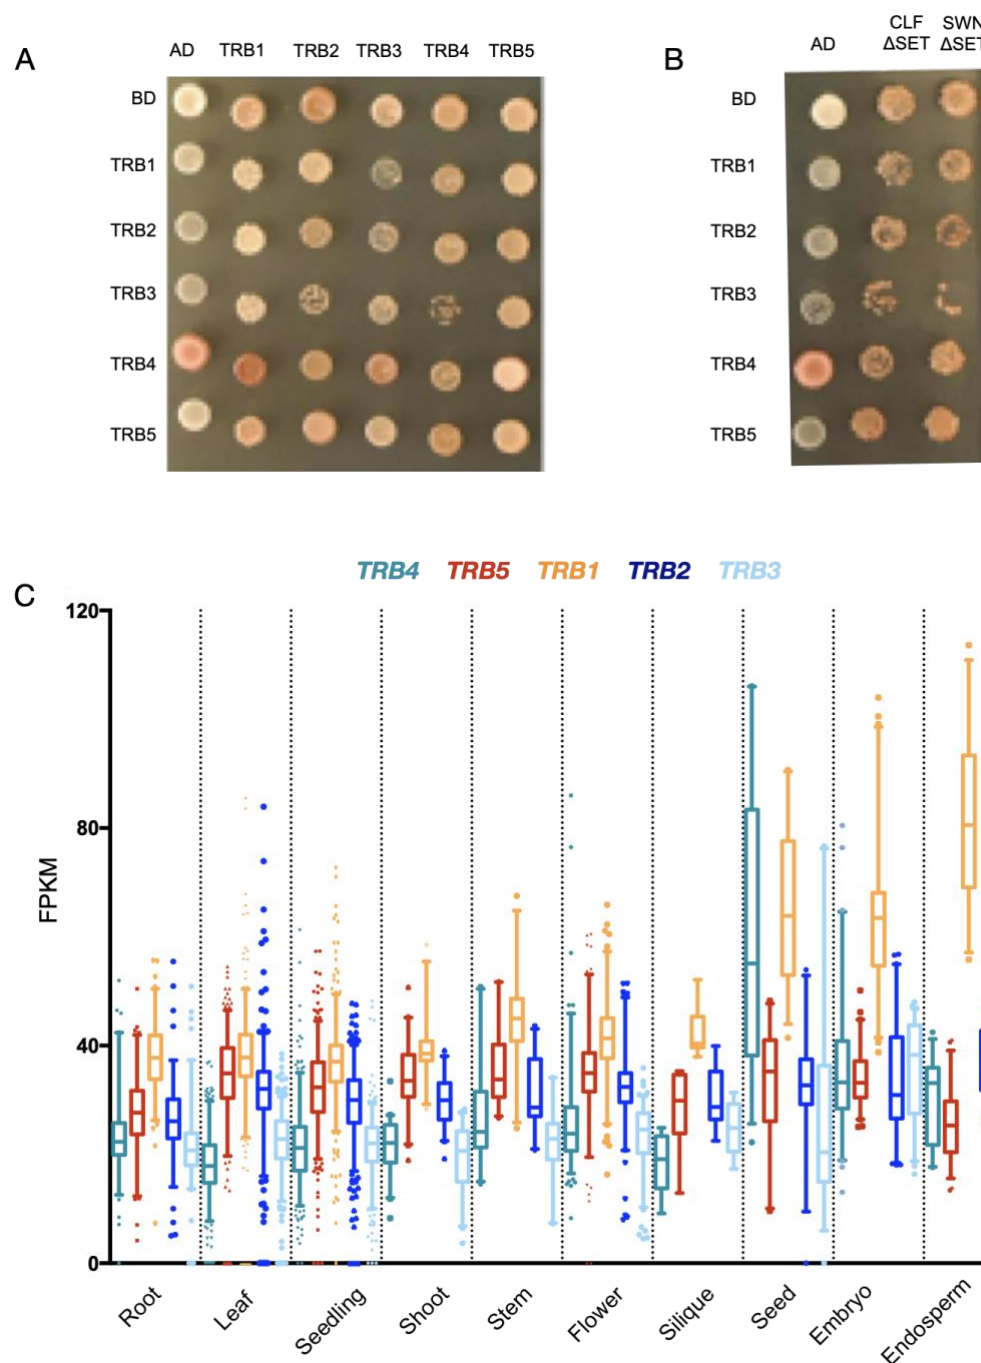 A
AD TRB1 TRB2 TRB3 TRB4 TRB5
BD
TRB1
TRB2
TRB3
TRB4
TRB5
B
AD CLF ΔSET SWN ΔSET
BD
TRB1
TRB2
TRB3
TRB4
TRB5
C
TRB4 TRB5 TRB1 TRB2 TRB3
FPKM
120
80
40
0
Root Leaf Seedling Shoot Stem Flower Silique Seed Embryo Endosperm